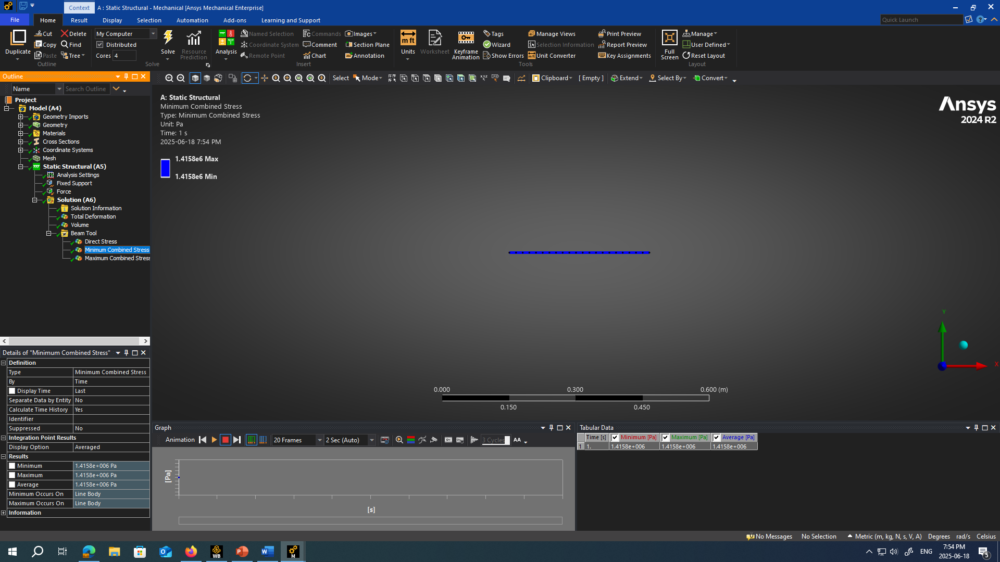 Context
A : Static Structural - Mechanical [Ansys Mechanical Enterprise]
File
Home
Result
Display
Selection
Automation
Add-ons
Learning and Support
Quick Launch
Duplicate
Cut
Copy
Paste
Delete
Find
Tree
Outline
My Computer
Distributed
Cores 4
Solve
Resource Prediction
Solve
Analysis
Named Selection
Coordinate System
Remote Point
Commands
Comment
Chart
Images
Section Plane
Annotation
Insert
m ft
Units
Worksheet
Keyframe Animation
Tags
Wizard
Show Errors
Manage Views
Selection Information
Unit Converter
Print Preview
Report Preview
Key Assignments
Tools
Full Screen
Manage
User Defined
Reset Layout
Layout
Outline
Name
Search Outline
Select
Mode
Clipboard
[ Empty ]
Extend
Select By
Convert
Project
Model (A4)
Geometry Imports
Geometry
Materials
Cross Sections
Coordinate Systems
Mesh
Static Structural (A5)
Analysis Settings
Fixed Support
Force
Solution (A6)
Solution Information
Total Deformation
Volume
Beam Tool
Direct Stress
Minimum Combined Stress
Maximum Combined Stress
A: Static Structural
Minimum Combined Stress
Type: Minimum Combined Stress
Unit: Pa
Time: 1 s
2025-06-18 7:54 PM
1.4158e6 Max
1.4158e6 Min
Ansys
2024 R2
Y
X
0.000
0.300
0.600 (m)
0.150
0.450
Details of "Minimum Combined Stress"
Definition
Type Minimum Combined Stress
By Time
Display Time Last
Separate Data by Entity No
Calculate Time History Yes
Identifier
Suppressed No
Integration Point Results
Display Option Averaged
Results
Minimum 1.4158e+006 Pa
Maximum 1.4158e+006 Pa
Average 1.4158e+006 Pa
Minimum Occurs On Line Body
Maximum Occurs On Line Body
Information
Graph
Animation
20 Frames
2 Sec (Auto)
3 Cycles
AA
[Pa]
[s]
Tabular Data
Time [s] Minimum [Pa] Maximum [Pa] Average [Pa]
1 1. 1.4158e+006 1.4158e+006 1.4158e+006
No Messages
No Selection
Metric (m, kg, N, s, V, A)
Degrees
rad/s
Celsius
WB
M
ENG
7:54 PM
2025-06-18
5